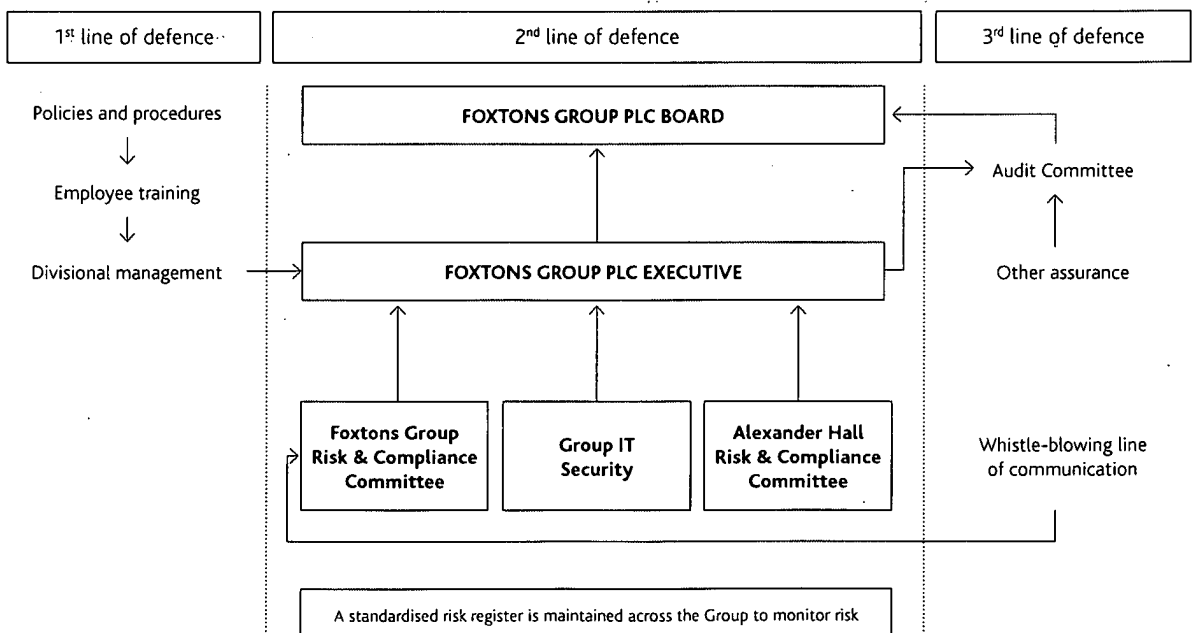 1st line of defence
2nd line of defence
3rd line of defence
Policies and procedures
Employee training
Divisional management
FOXTONS GROUP PLC BOARD
FOXTONS GROUP PLC EXECUTIVE
Foxtons Group
Risk & Compliance
Committee
Group IT
Security
Alexander Hall
Risk & Compliance
Committee
Audit Committee
Other assurance
Whistle-blowing line
of communication
A standardised risk register is maintained across the Group to monitor risk